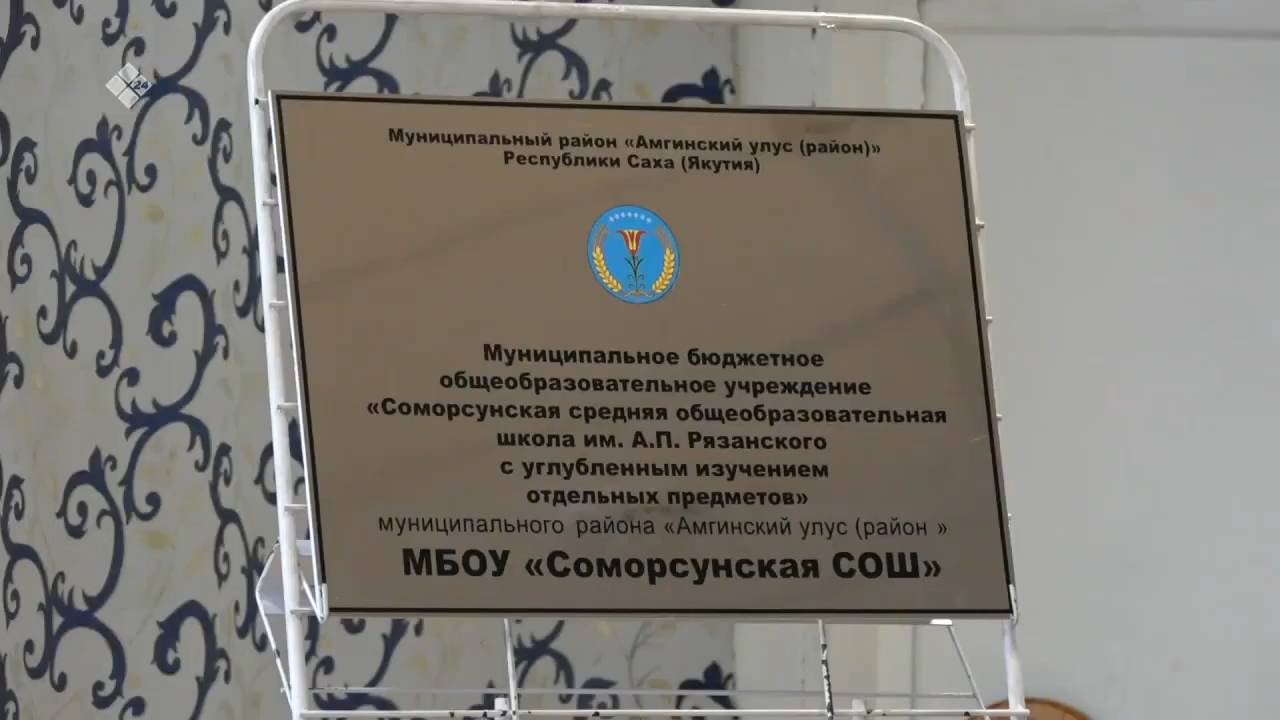 Муниципальный район «Амгинский улус (район)»
Республики Саха (Якутия)
Муниципальное бюджетное
общеобразовательное учреждение
«Соморсунская средняя общеобразовательная
школа им. А.П. Рязанского
с углубленным изучением
отдельных предметов»
муниципального района «Амгинский улус (район »
МБОУ «Соморсунская СОШ»